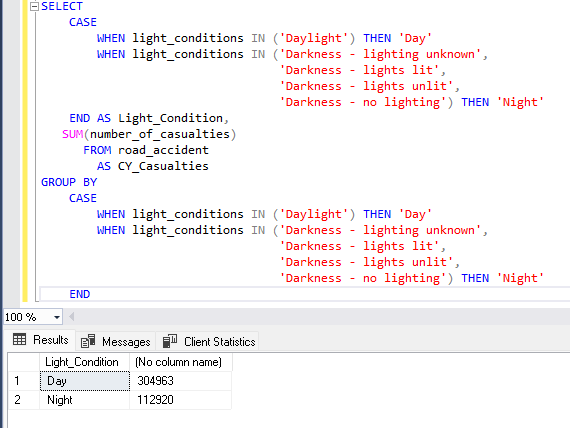 SELECT
CASE
WHEN light_conditions IN ('Daylight') THEN 'Day'
WHEN light_conditions IN ('Darkness - lighting unknown',
'Darkness - lights lit',
'Darkness - lights unlit',
'Darkness - no lighting') THEN 'Night'
END AS Light_Condition,
SUM(number_of_casualties)
FROM road_accident
AS CY_Casualties
GROUP BY
CASE
WHEN light_conditions IN ('Daylight') THEN 'Day'
WHEN light_conditions IN ('Darkness - lighting unknown',
'Darkness - lights lit',
'Darkness - lights unlit',
'Darkness - no lighting') THEN 'Night'
END
100 %
Results Messages Client Statistics
Light_Condition (No column name)
1 Day 304963
2 Night 112920